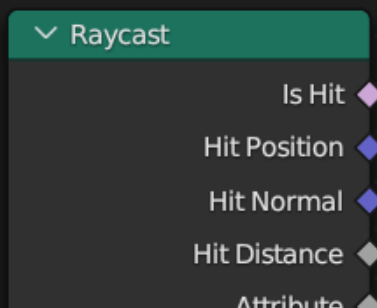 Raycast
Is Hit
Hit Position
Hit Normal
Hit Distance
Attribute